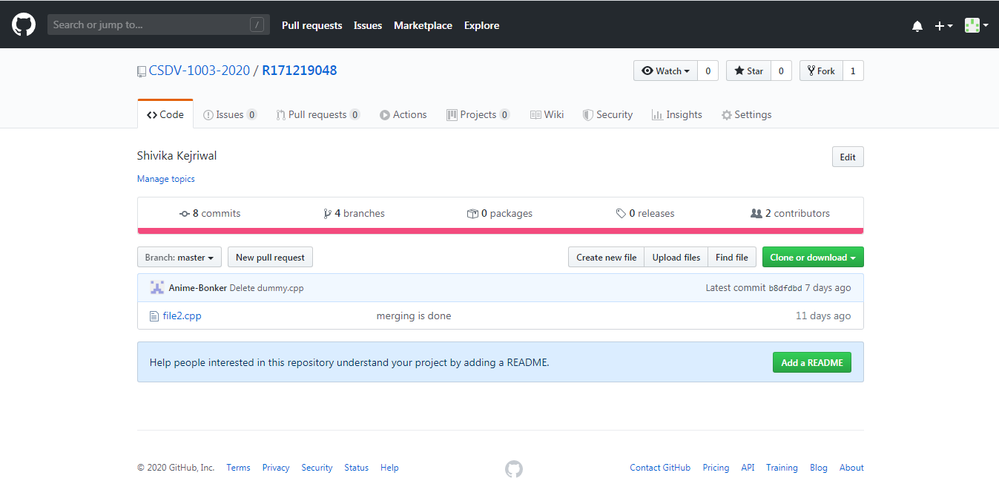 Search or jump to... /
Pull requests Issues Marketplace Explore
CSDV-1003-2020 / R171219048
Watch 0 Star 0 Fork 1
Code Issues 0 Pull requests 0 Actions Projects 0 Wiki Security Insights Settings
Shivika Kejriwal
Edit
Manage topics
8 commits 4 branches 0 packages 0 releases 2 contributors
Branch: master New pull request Create new file Upload files Find file Clone or download
Anime-Bonker Delete dummy.cpp Latest commit b8dfdbd 7 days ago
file2.cpp merging is done 11 days ago
Help people interested in this repository understand your project by adding a README. Add a README
© 2020 GitHub, Inc. Terms Privacy Security Status Help Contact GitHub Pricing API Training Blog About